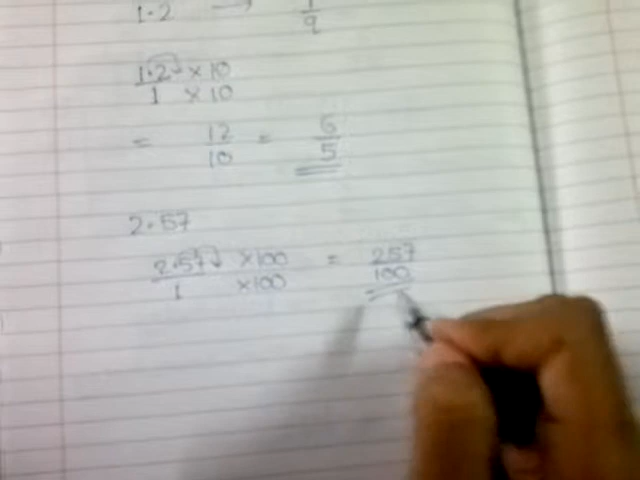 1.2 →
1.2 × 10
1 × 10
= 12/10 = 6/5
2.57
2.57 ×100 = 257
1 ×100 100